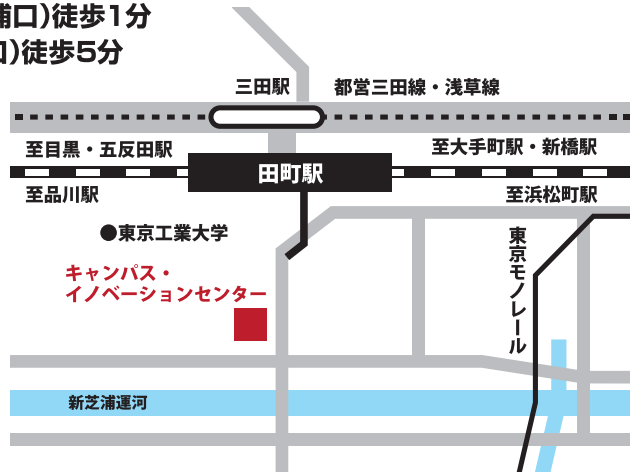 浦口)徒歩1分
口)徒歩5分
三田駅
都営三田線・浅草線
至目黒・五反田駅
至大手町駅・新橋駅
田町駅
至品川駅
至浜松町駅
●東京工業大学
東京モノレール
キャンパス・
イノベーションセンター
新芝浦運河